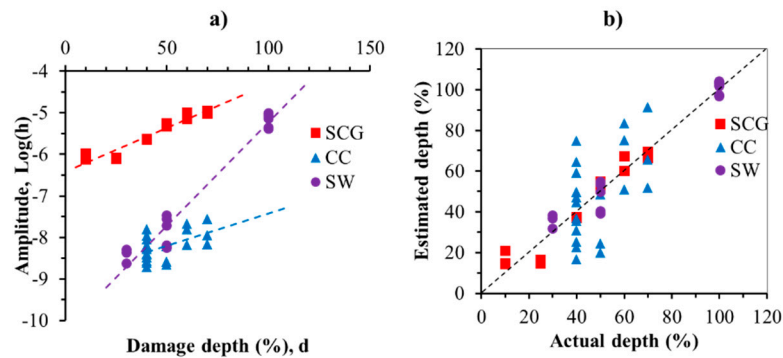 a)
0 50 100 150
-4
-5
-6
-7
-8
-9
-10
Amplitude, Log(h)
SCG
CC
SW
Damage depth (%), d
b)
120
100
80
60
40
20
0
Estimated depth (%)
SCG
CC
SW
0 20 40 60 80 100 120
Actual depth (%)